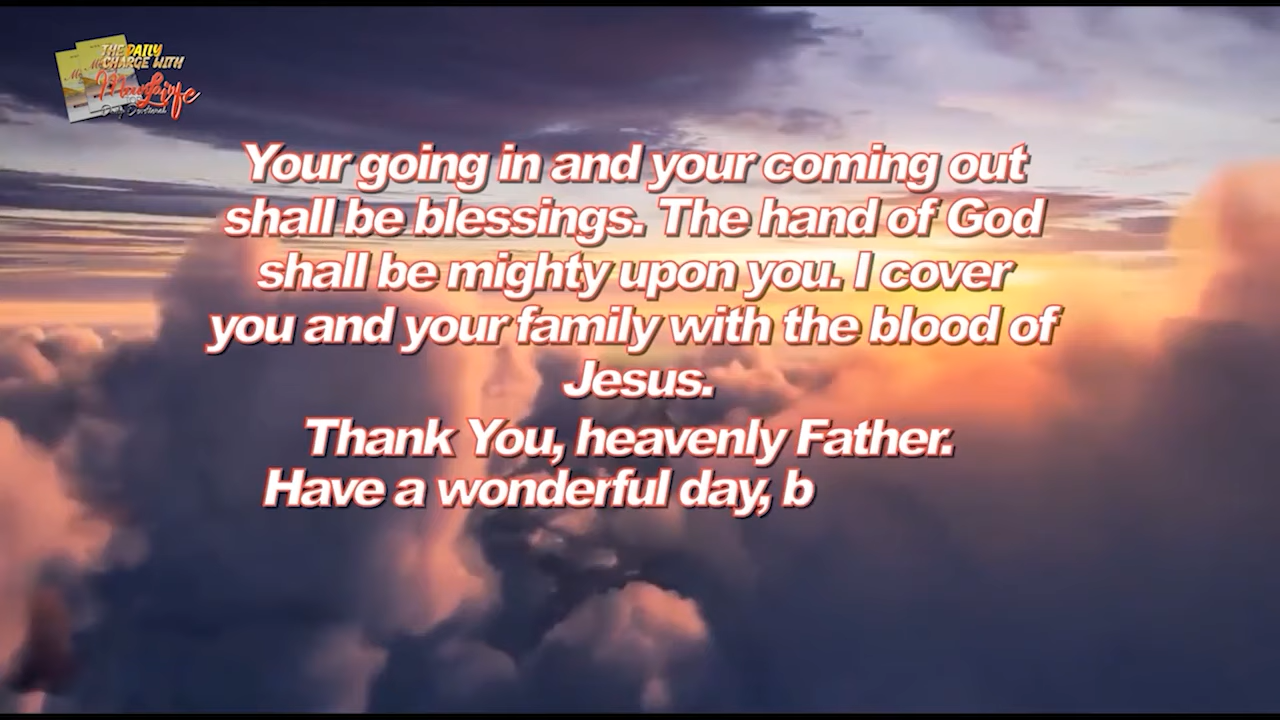 THE DAILY
CHARGE WITH
Your going in and your coming out
shall be blessings. The hand of God
shall be mighty upon you. I cover
you and your family with the blood of
Jesus.
Thank You, heavenly Father.
Have a wonderful day, b